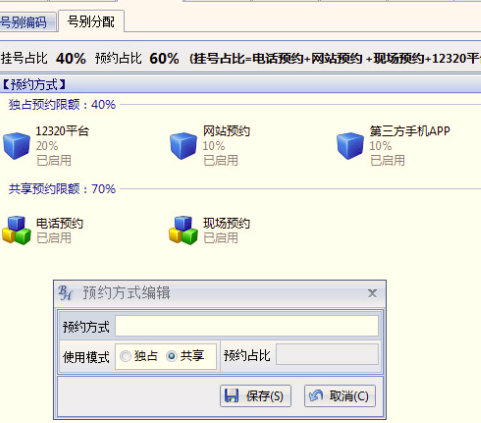 号别编码 号别分配
挂号占比 40% 预约占比 60% (挂号占比=电话预约+网站预约+现场预约+12320平
【预约方式】
独占预约限额：40%
12320平台 网站预约 第三方手机APP
20% 10% 10%
已启用 已启用 已启用
共享预约限额：70%
电话预约 现场预约
已启用 已启用
预约方式编辑
预约方式
使用模式 独占 共享 预约占比
保存(S) 取消(C)